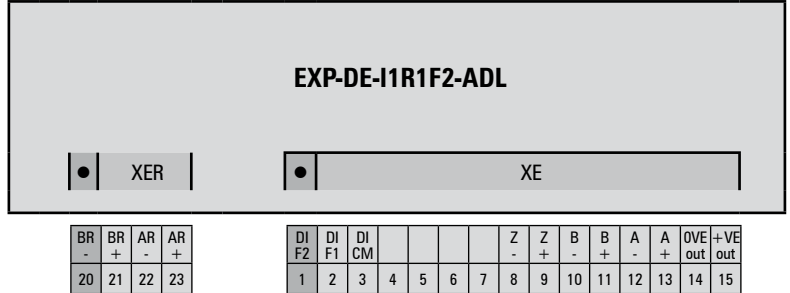 EXP-DE-I1R1F2-ADL
XER XE
BR BR AR AR DI DI DI Z Z B B A A 0VE +VE
- + - + F2 F1 CM - + - + - + out out
20 21 22 23 1 2 3 4 5 6 7 8 9 10 11 12 13 14 15